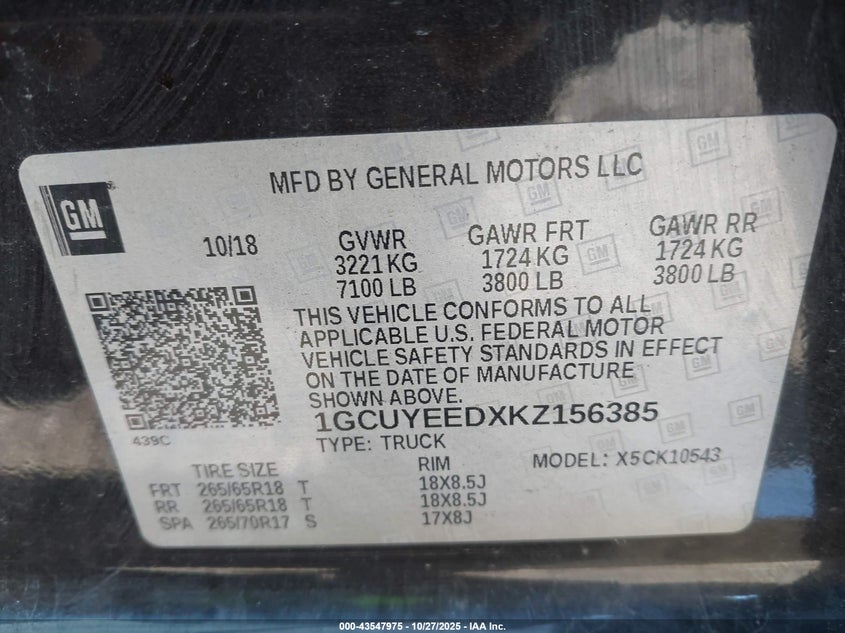 MFD BY GENERAL MOTORS LLC
GM
10/18
GVWR GAWR FRT GAWR RR
3221 KG 1724 KG 1724 KG
7100 LB 3800 LB 3800 LB
THIS VEHICLE CONFORMS TO ALL
APPLICABLE U.S. FEDERAL MOTOR
VEHICLE SAFETY STANDARDS IN EFFECT
ON THE DATE OF MANUFACTURE
SHOWN ABOVE.
1GCUYEEDXKZ156385
439C
TYPE: TRUCK
TIRE SIZE RIM MODEL: X5CK10543
FRT 265/65R18 T 18X8.5J
RR 265/65R18 T 18X8.5J
SPA 265/70R17 S 17X8J
000-43547975 - 10/27/2025 - IAA Inc.